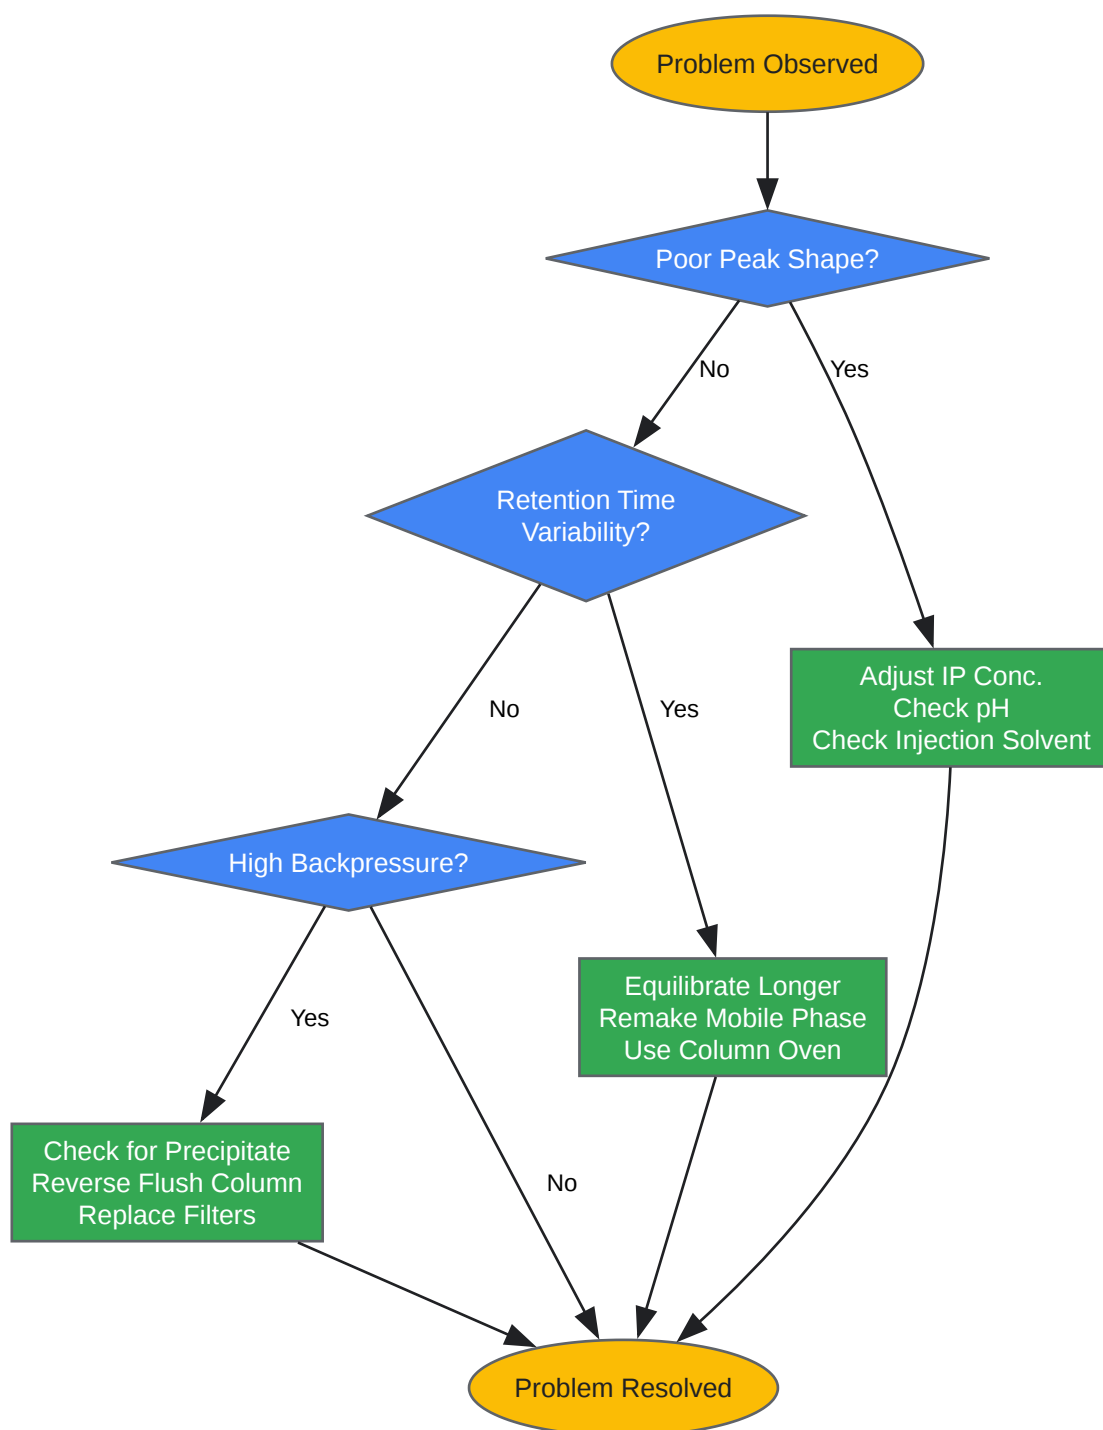 Problem Observed
Poor Peak Shape?
No
Yes
Retention Time
Variability?
No
Yes
Adjust IP Conc.
Check pH
Check Injection Solvent
High Backpressure?
Yes
No
Equilibrate Longer
Remake Mobile Phase
Use Column Oven
Check for Precipitate
Reverse Flush Column
Replace Filters
Problem Resolved